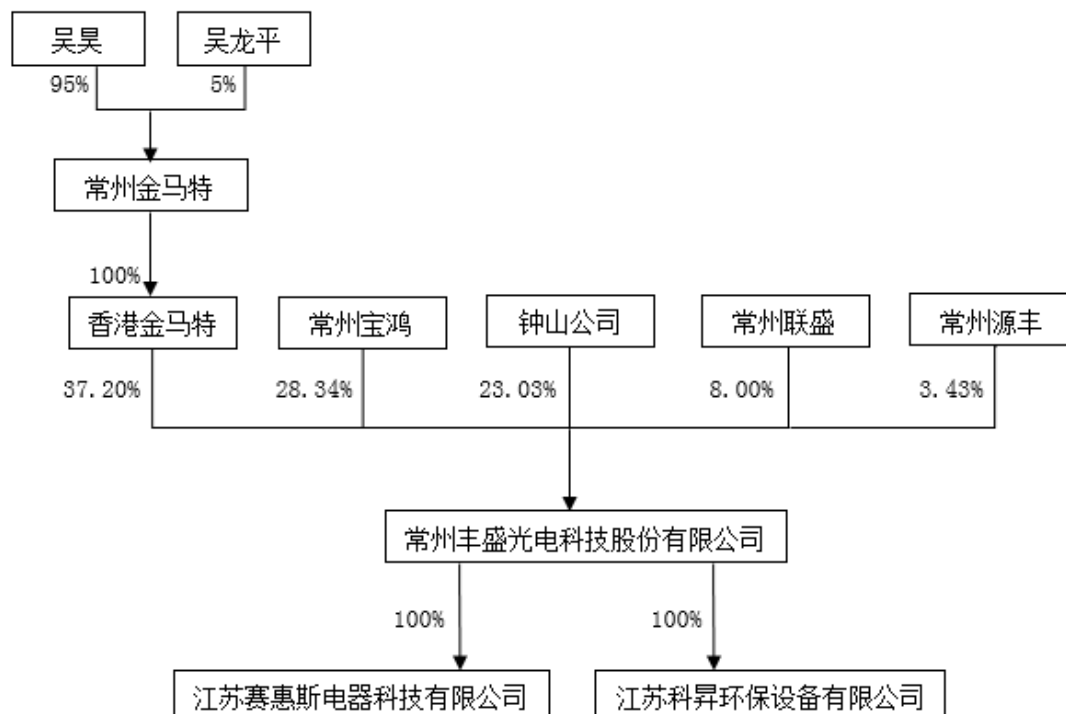 吴昊
吴龙平
95%
5%
常州金马特
100%
香港金马特
常州宝鸿
钟山公司
常州联盛
常州源丰
37.20%
28.34%
23.03%
8.00%
3.43%
常州丰盛光电科技股份有限公司
100%
100%
江苏赛惠斯电器科技有限公司
江苏科昇环保设备有限公司